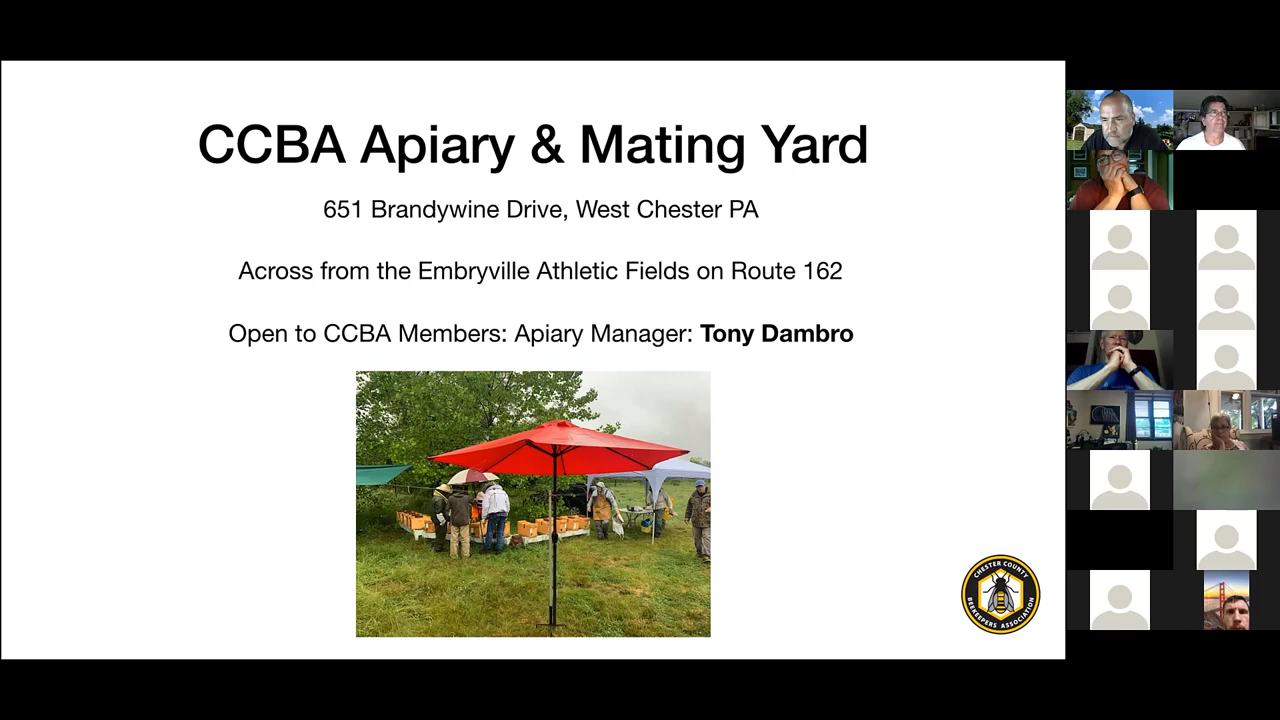 CCBA Apiary & Mating Yard
651 Brandywine Drive, West Chester PA
Across from the Embryville Athletic Fields on Route 162
Open to CCBA Members: Apiary Manager: Tony Dambro
CHESTER COUNTY
BEEKEEPERS ASSOCIATION